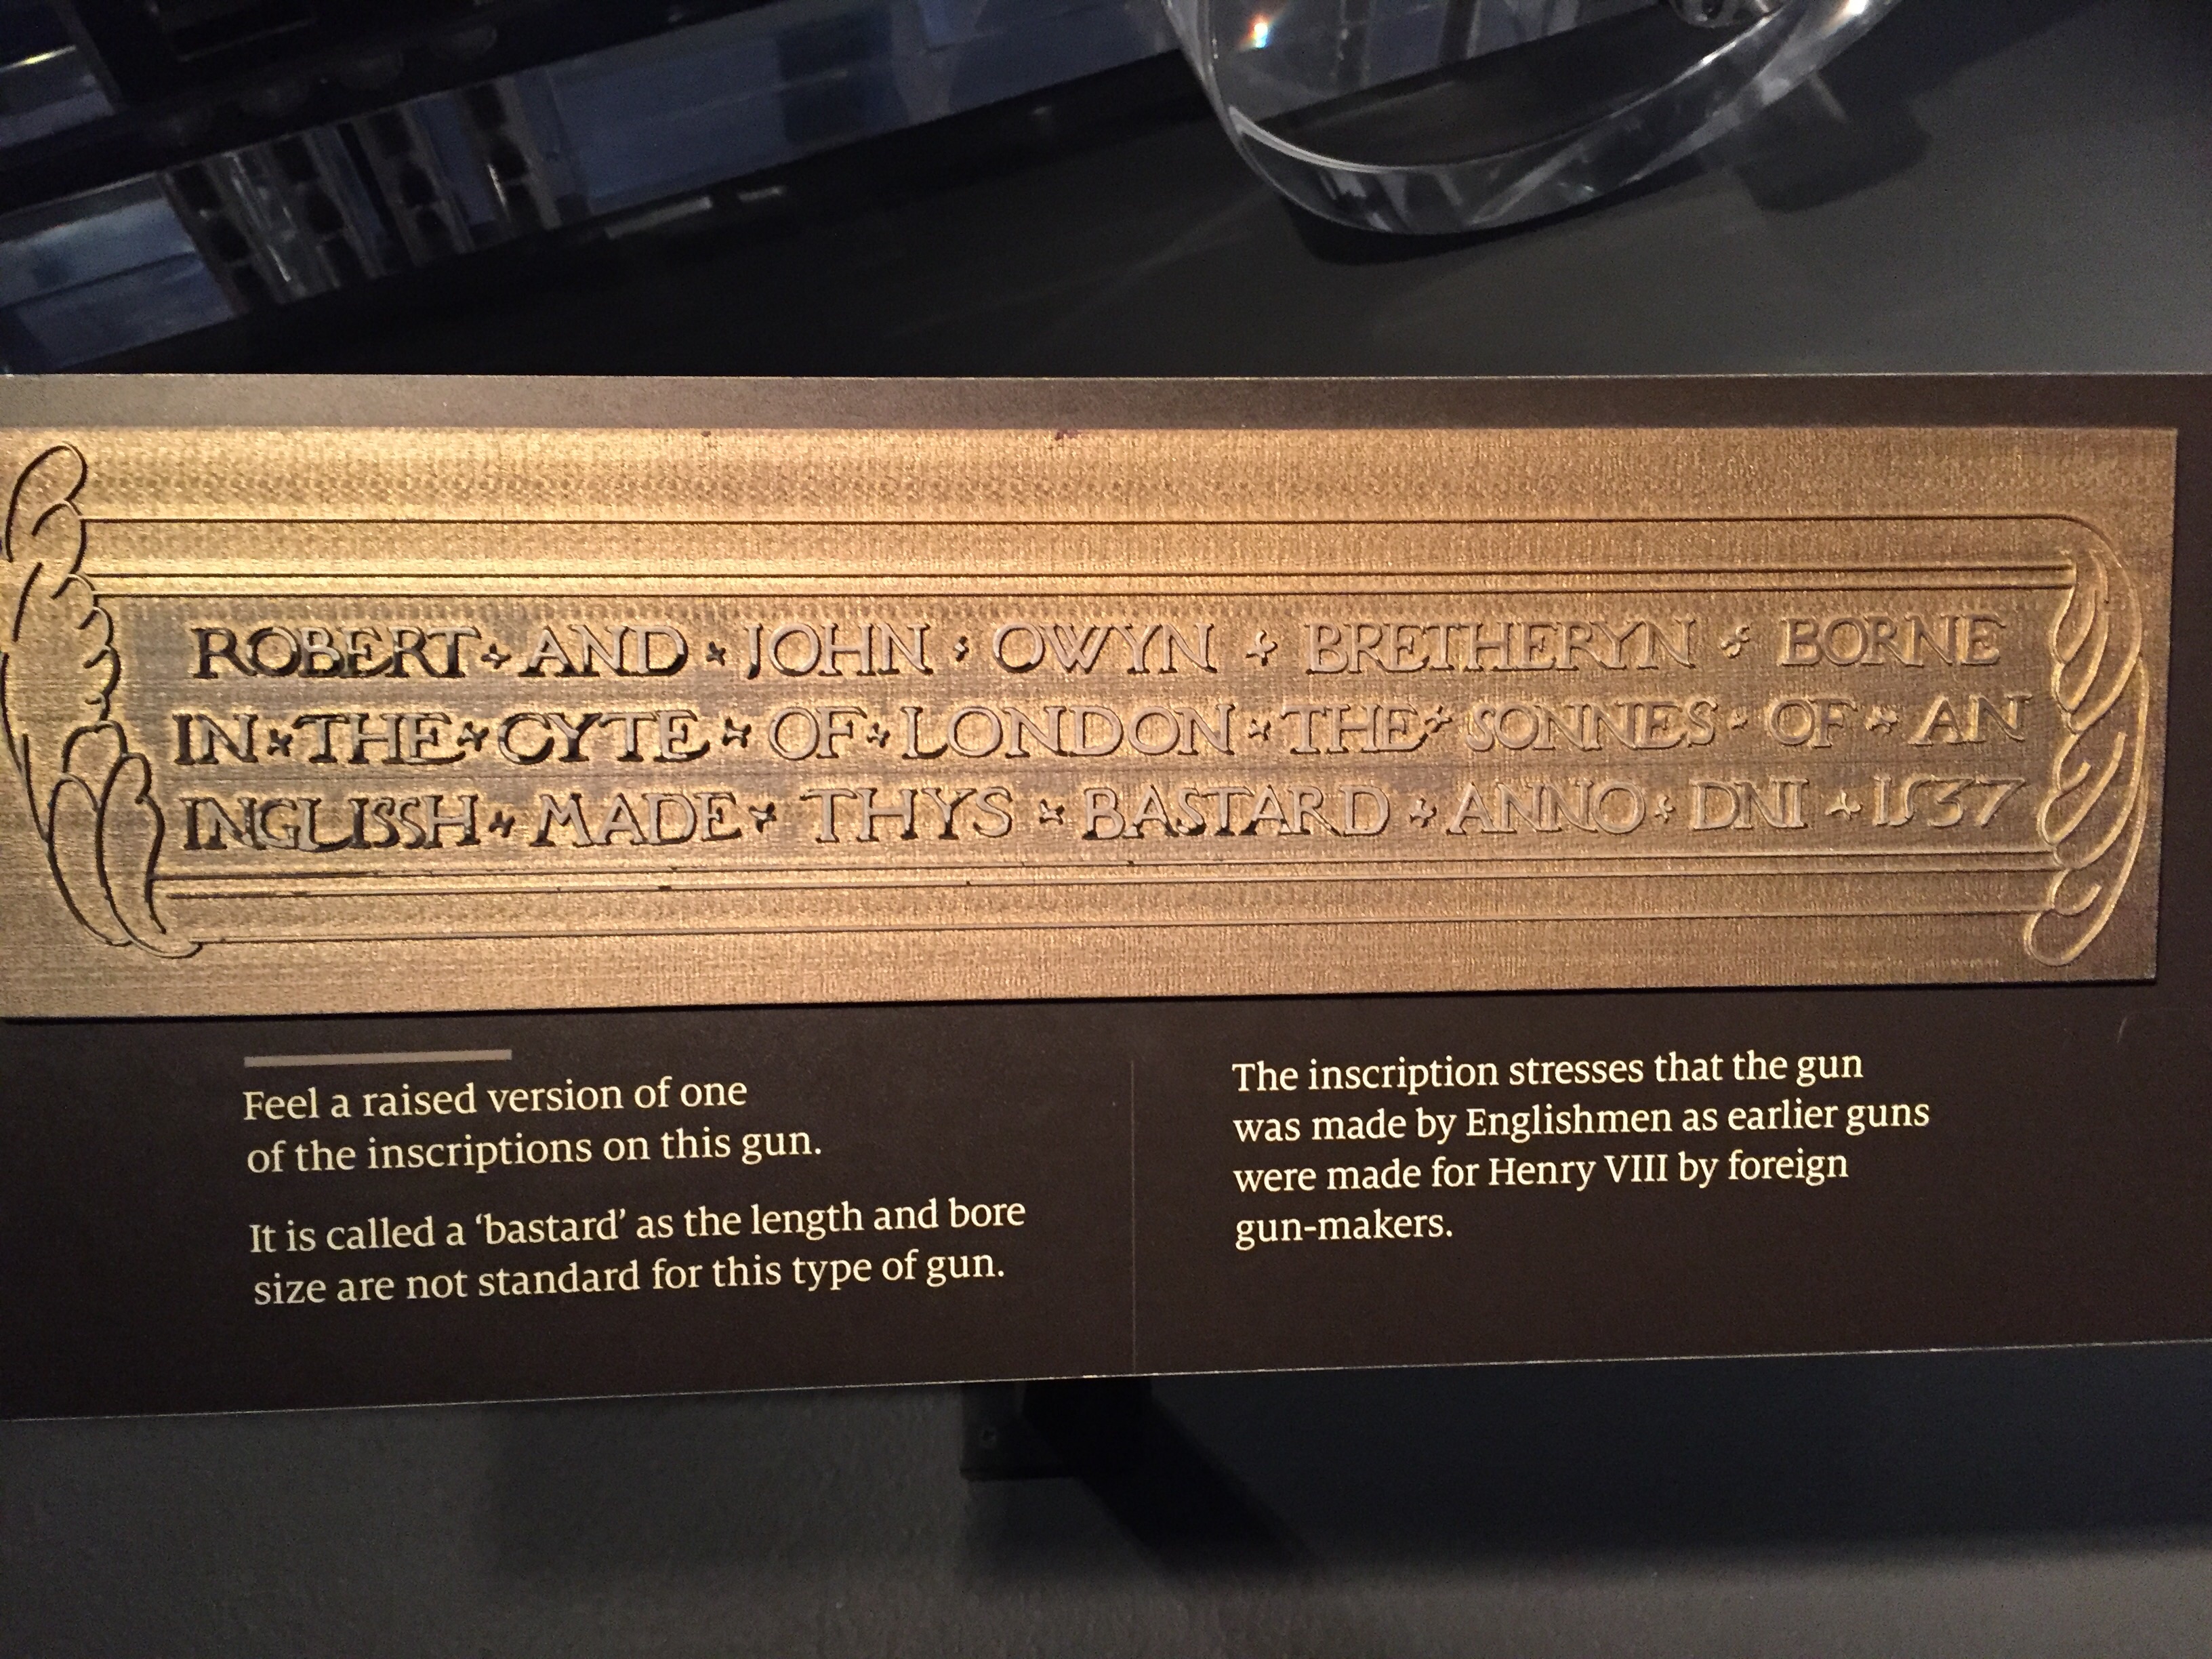 ROBERT + AND + JOHN + OWYN + BRETHERYN + BORNE
IN + THE + CYTE + OF + LONDON + THE + SONNES + OF + AN
INGLISSH + MADE + THYS + BASTARD + ANNO + DNI + 1537
Feel a raised version of one
of the inscriptions on this gun.
It is called a ‘bastard’ as the length and bore
size are not standard for this type of gun.
The inscription stresses that the gun
was made by Englishmen as earlier guns
were made for Henry VIII by foreign
gun-makers.